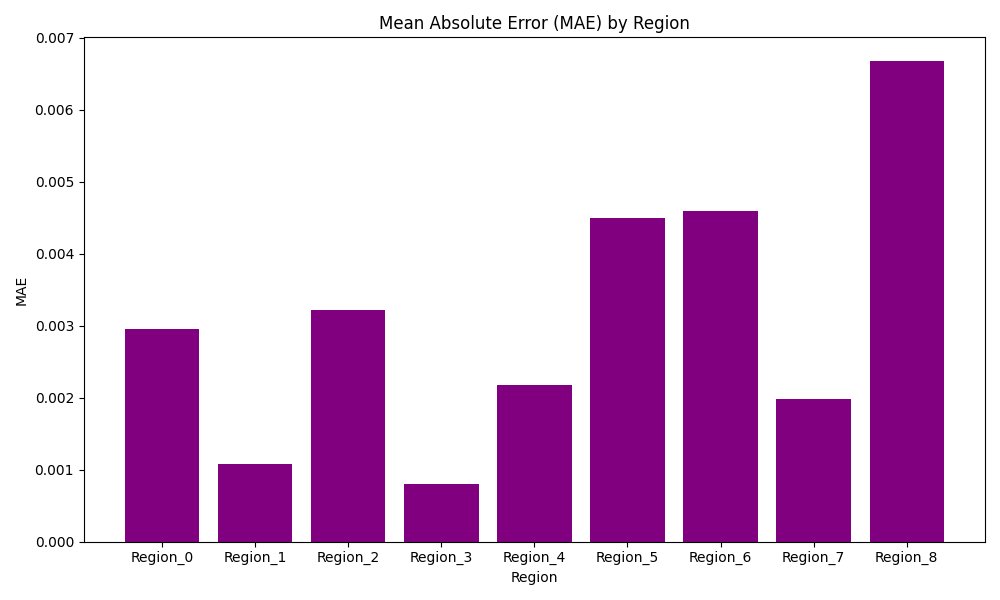 Mean Absolute Error (MAE) by Region
0.007
0.006
0.005
0.004
0.003
0.002
0.001
0.000
MAE
Region_0 Region_1 Region_2 Region_3 Region_4 Region_5 Region_6 Region_7 Region_8
Region